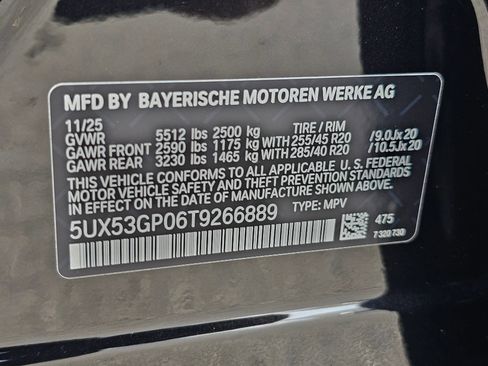 MFD BY BAYERISCHE MOTOREN WERKE AG
11/25
GVWR 5512 lbs 2500 kg TIRE / RIM
GAWR FRONT 2590 lbs 1175 kg with 255/45 R20 /9.0Jx20
GAWR REAR 3230 lbs 1465 kg with 285/40 R20 /10.5Jx20
THIS VEHICLE CONFORMS TO ALL APPLICABLE U. S. FEDERAL
MOTOR VEHICLE SAFETY STANDARDS IN EFFECT
ON THE DATE OF MANUFACTURE SHOWN ABOVE.
5UX53GP06T9266889 TYPE: MPV
475
7 320 730